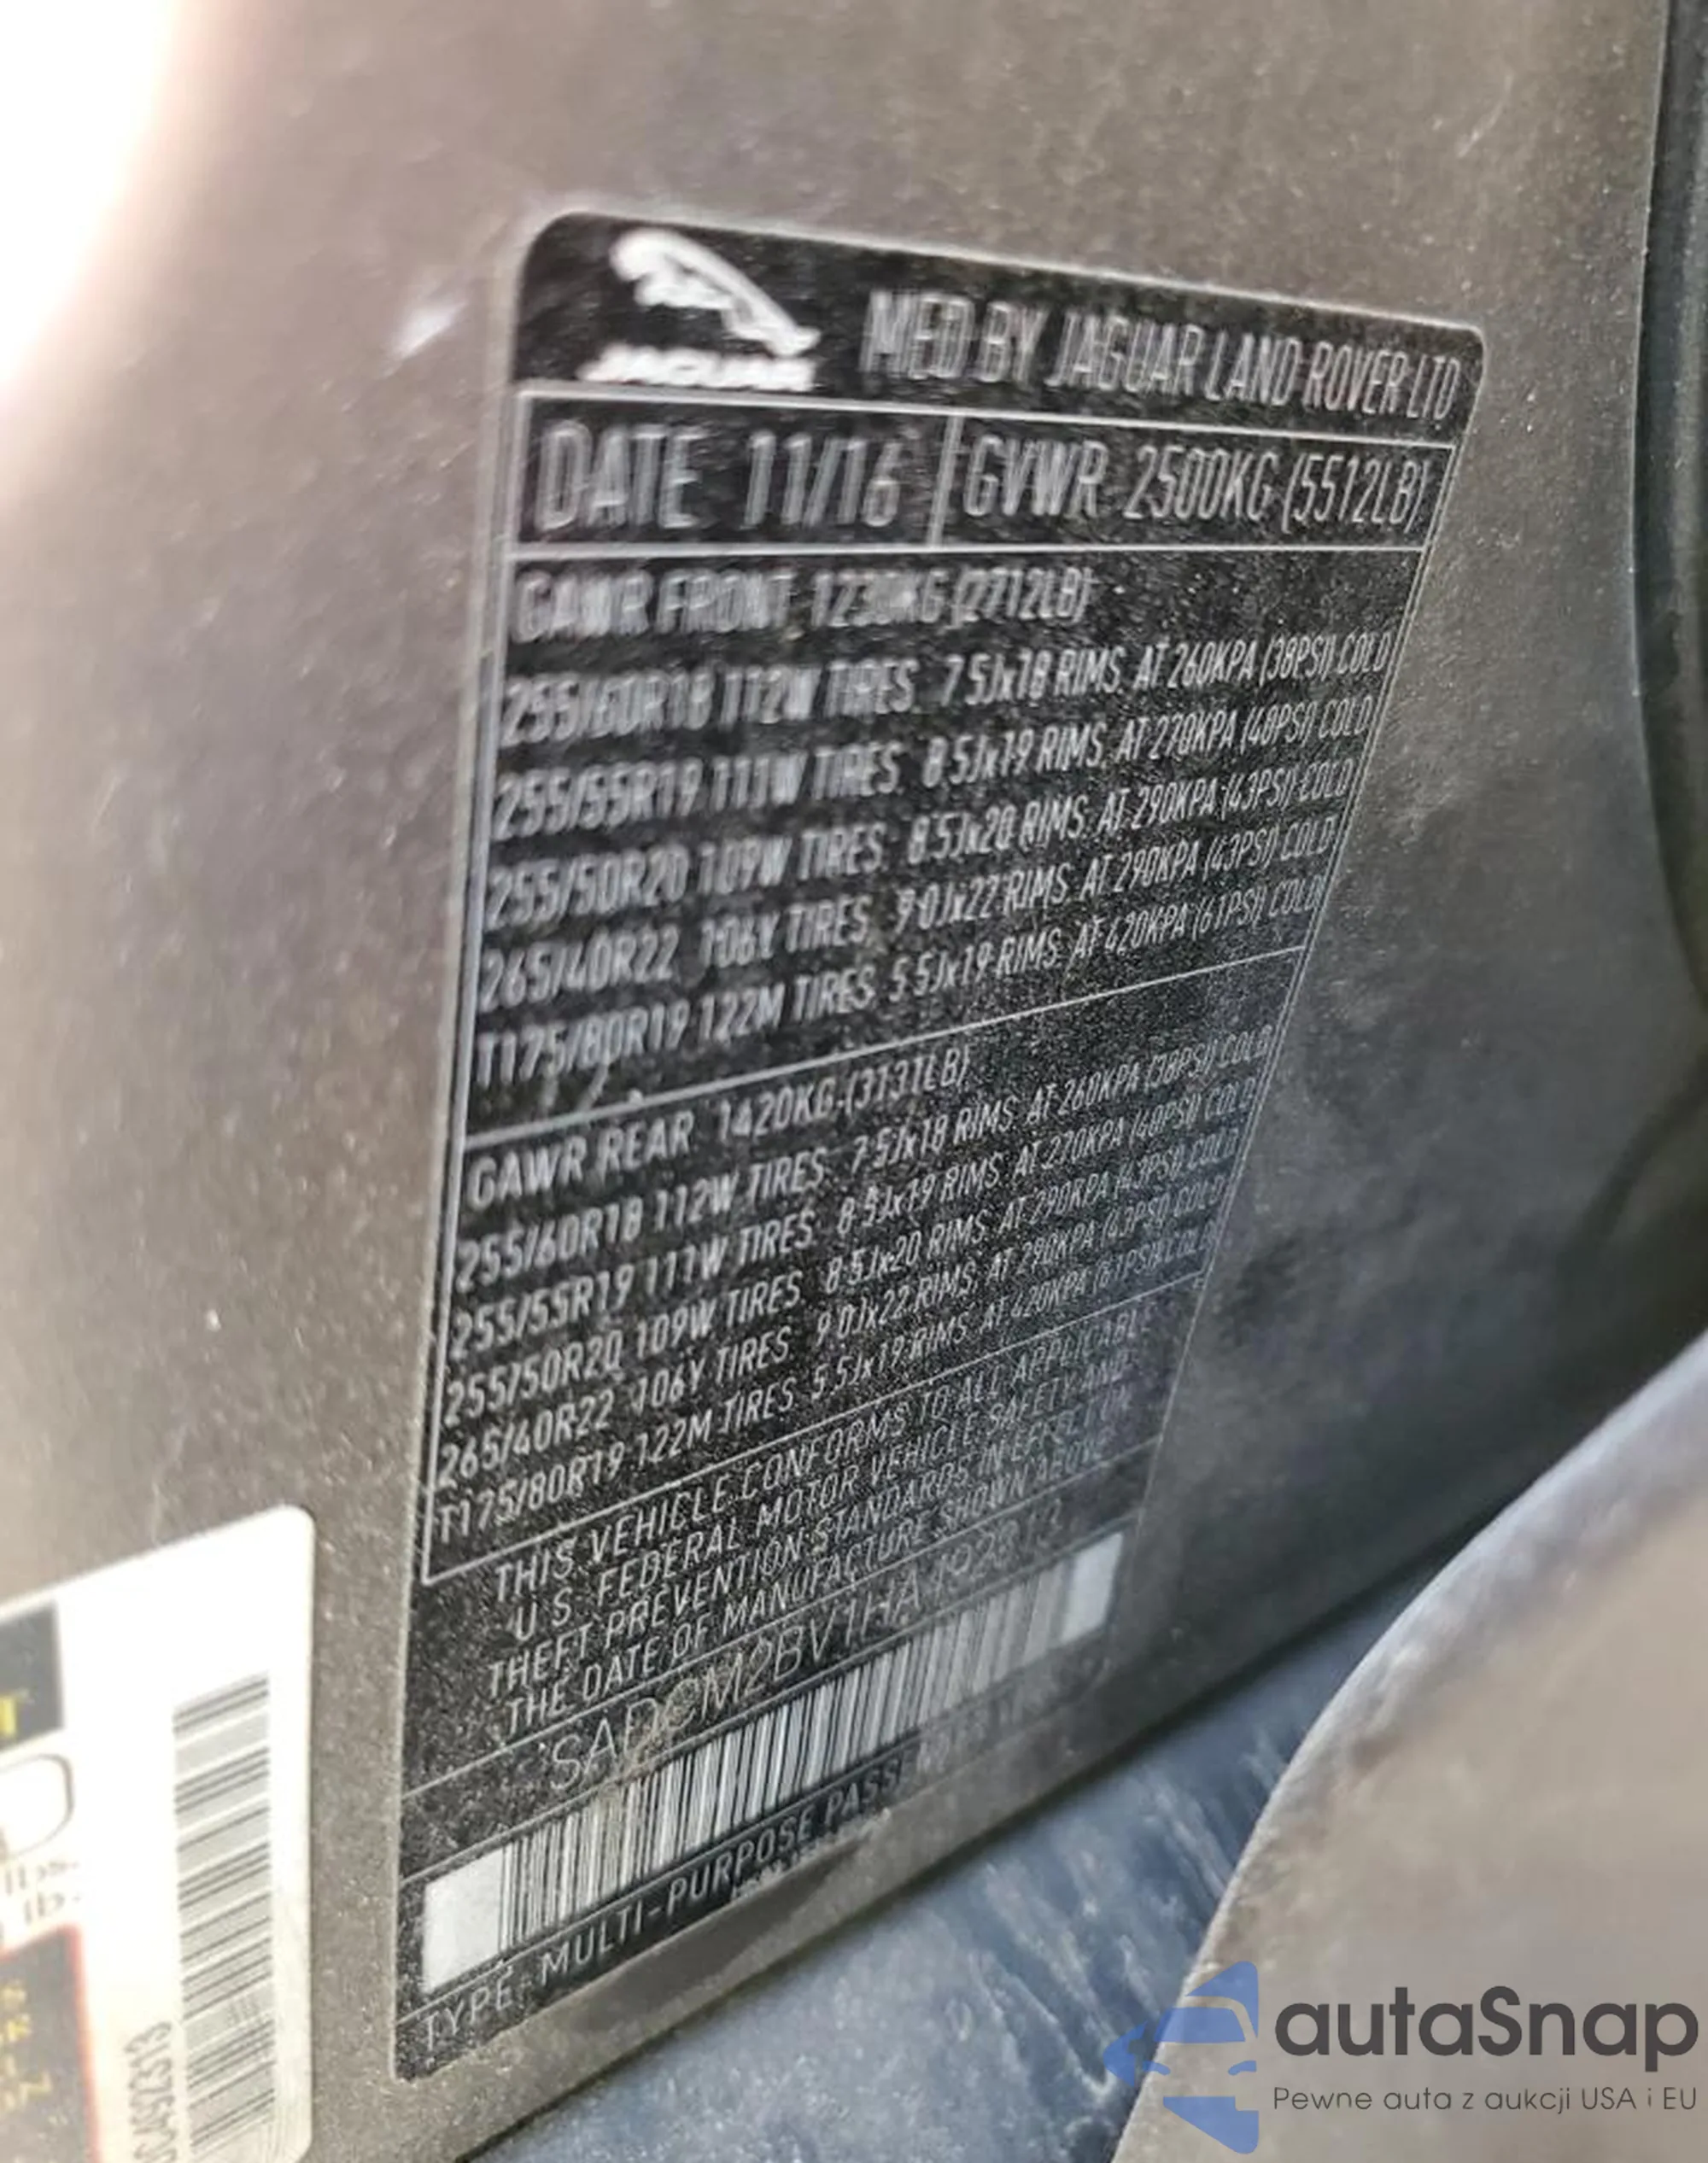 JAGUAR
MFD BY JAGUAR LAND ROVER LTD
DATE 11/16 GVWR 2500KG (5512LB)
GAWR FRONT 1230KG (2712LB)
255/60R18 112W TIRES: 7.5Jx18 RIMS: AT 260KPA (38PSI) COLD
255/55R19 111W TIRES: 8.5Jx19 RIMS: AT 270KPA (40PSI) COLD
255/50R20 109W TIRES: 8.5Jx20 RIMS: AT 290KPA (43PSI) COLD
265/40R22 106Y TIRES: 9.0Jx22 RIMS: AT 290KPA (43PSI) COLD
T175/80R19 122M TIRES: 5.5Jx19 RIMS: AT 420KPA (61PSI) COLD
GAWR REAR 1420KG (3131LB)
255/60R18 112W TIRES: 7.5Jx18 RIMS: AT 260KPA (38PSI) COLD
255/55R19 111W TIRES: 8.5Jx19 RIMS: AT 270KPA (40PSI) COLD
255/50R20 109W TIRES: 8.5Jx20 RIMS: AT 290KPA (43PSI) COLD
265/40R22 106Y TIRES: 9.0Jx22 RIMS: AT 290KPA (43PSI) COLD
T175/80R19 122M TIRES: 5.5Jx19 RIMS: AT 420KPA (61PSI) COLD
THIS VEHICLE CONFORMS TO ALL APPLICABLE
U.S. FEDERAL MOTOR VEHICLE SAFETY AND
THEFT PREVENTION STANDARDS IN EFFECT ON
THE DATE OF MANUFACTURE SHOWN ABOVE
TYPE: MULTI-PURPOSE
lbs.
lb.
autaSnap
Pewne auta z aukcji USA i EU